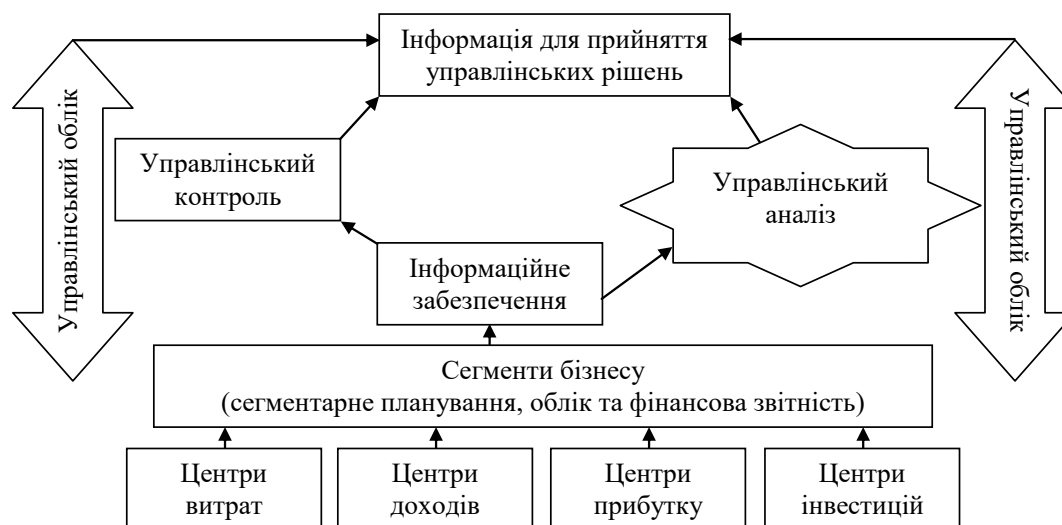 Інформація для прийняття
управлінських рішень
Управлінський облік
Управлінський облік
Управлінський
контроль
Управлінський
аналіз
Інформаційне
забезпечення
Сегменти бізнесу
(сегментарне планування, облік та фінансова звітність)
Центри
витрат
Центри
доходів
Центри
прибутку
Центри
інвестицій